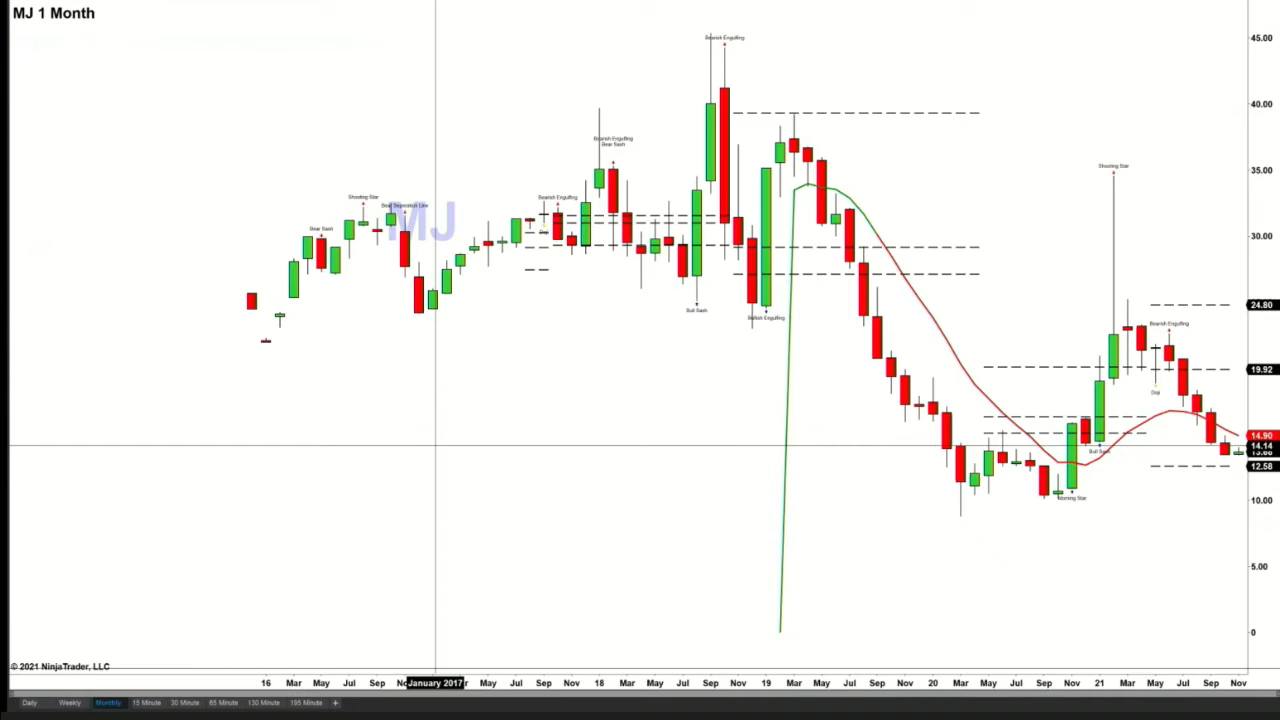 MJ 1 Month
45.00
Bearish Engulfing
40.00
Bearish Engulfing
Bear Sash
35.00
Shooting Star
Shooting Star
Bearish Engulfing
Bear Seperation Line
MJ
Bear Sash
Doji
30.00
24.80
Bull Sash
Bullish Engulfing
Bearish Engulfing
19.92
Doji
14.90
14.14
Bull Sash
12.58
Morning Star
10.00
5.00
0
© 2021 NinjaTrader, LLC
16 Mar May Jul Sep January 2017 May Jul Sep Nov 18 Mar May Jul Sep Nov 19 Mar May Jul Sep Nov 20 Mar May Jul Sep Nov 21 Mar May Jul Sep Nov
Daily Weekly Monthly 15 Minute 30 Minute 65 Minute 130 Minute 195 Minute +